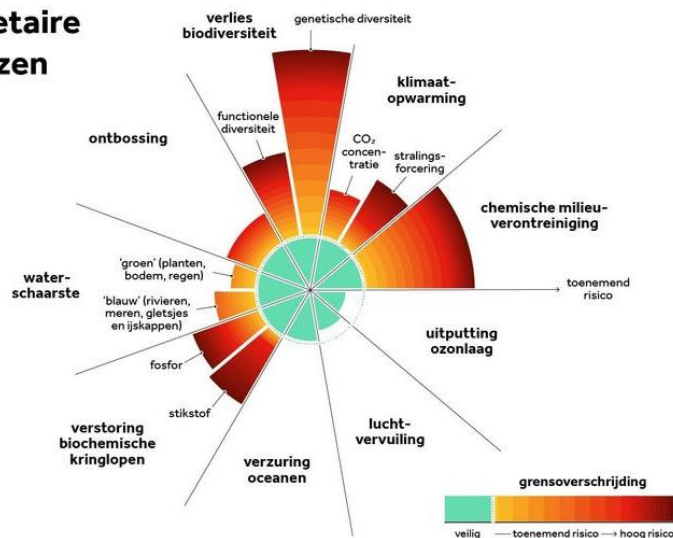 etaire
zen
verlies
biodiversiteit
genetische diversiteit
klimaat-
opwarming
functionele
diversiteit
ontbossing
CO₂
concen-
tratie
stralings-
forcering
chemische milieu-
verontreiniging
'groen' (planten,
bodem, regen)
water-
schaarste
'blauw' (rivieren,
meren, gletsjes
en ijskappen)
toenemend
risico
uitputting
ozonlaag
fosfor
stikstof
lucht-
vervuiling
verstoring
biochemische
kringlopen
verzuring
oceanen
grensoverschrijding
veilig
toenemend risico
hoog risico